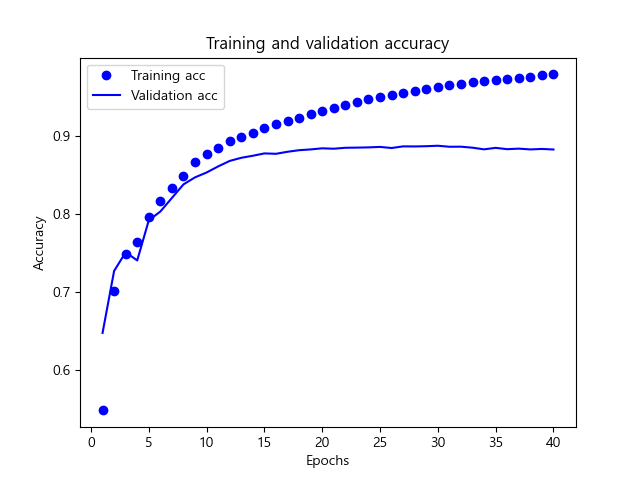 Training and validation accuracy
Training acc
Validation acc
0.9
0.8
0.7
0.6
Accuracy
0 5 10 15 20 25 30 35 40
Epochs